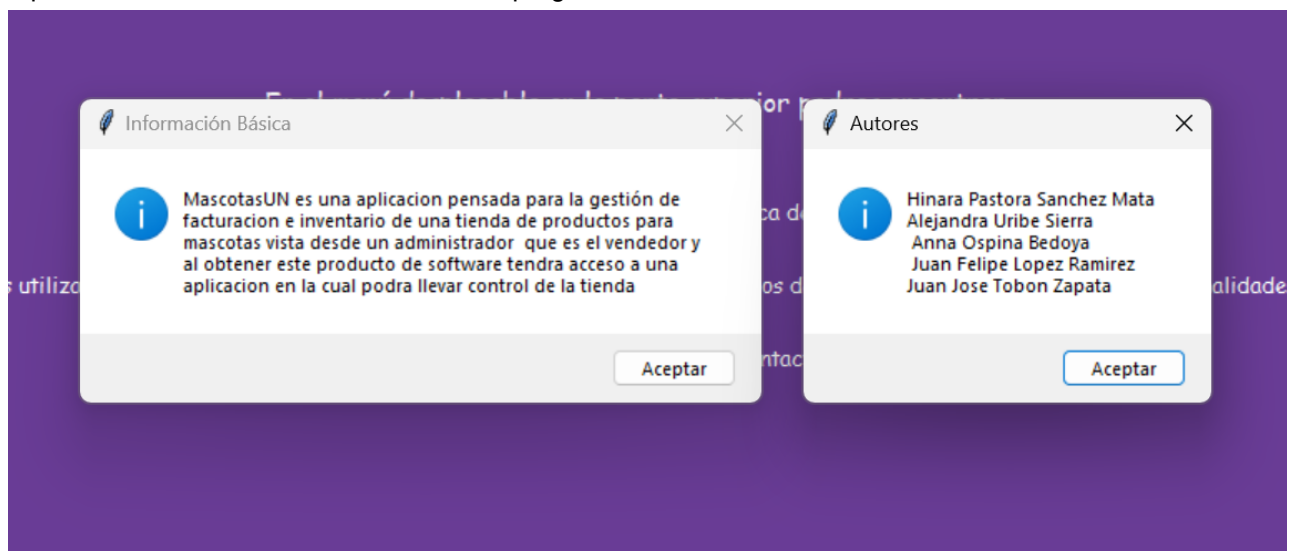 Información Básica
MascotasUN es una aplicacion pensada para la gestión de
facturacion e inventario de una tienda de productos para
mascotas vista desde un administrador  que es el vendedor y
al obtener este producto de software tendra acceso a una
aplicacion en la cual podra llevar control de la tienda
Aceptar
Autores
Hinara Pastora Sanchez Mata
Alejandra Uribe Sierra
Anna Ospina Bedoya
Juan Felipe Lopez Ramirez
Juan Jose Tobon Zapata
Aceptar